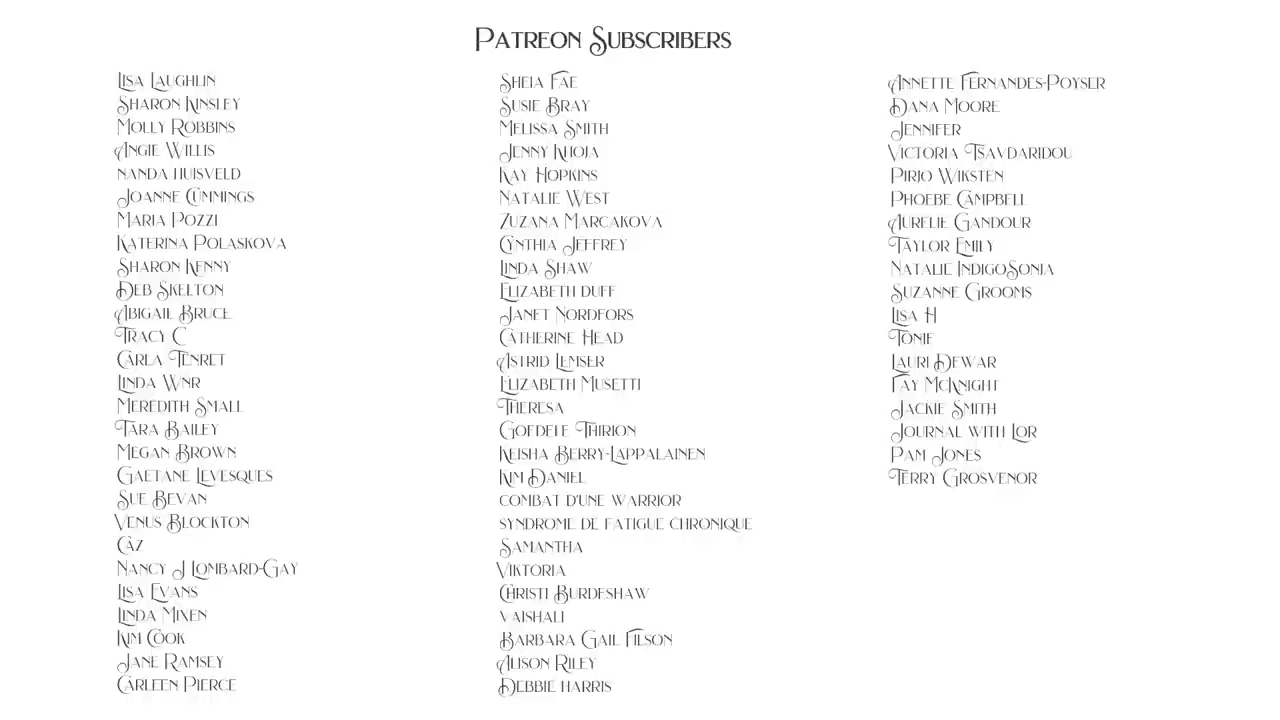 Patreon Subscribers
Lisa Laughlin
Sharon Kinsley
Molly Robbins
Angie Willis
nanda huisveld
Joanne Cummings
Maria Pozzi
Katerina Polaskova
Sharon Kenny
Deb Skelton
Abigail Bruce
Tracy C
Carla Tenret
Linda Wnr
Meredith Small
Tara Bailey
Megan Brown
Gaetane Levesques
Sue Bevan
Venus Blockton
Caz
Nancy J Lombard-Gay
Lisa Evans
Linda Mixen
Kim Cook
Jane Ramsey
Carleen Pierce
Sheia Fae
Susie Bray
Melissa Smith
Jenny Khoja
Kay Hopkins
Natalie West
Zuzana Marcakova
Cynthia Jeffrey
Linda Shaw
Elizabeth duff
Janet Nordfors
Catherine Head
Astrid Lemser
Elizabeth Musetti
Theresa
Goedele Thirion
Keisha Berry-Lappalainen
Kim Daniel
combat d'une warrior
syndrome de fatigue chronique
Samantha
Viktoria
Christi Burdeshaw
vaishali
Barbara Gail Filson
Alison Riley
Debbie harris
Annette Fernandes-Poyser
Dana Moore
Jennifer
Victoria Tsavdaridou
Pirjo Wiksten
Phoebe Campbell
Aurelie Gandour
Taylor Emily
Natalie IndigoSonja
Suzanne Grooms
Lisa H
Tonie
Lauri Dewar
Fay McKnight
Jackie Smith
Journal with Lor
Pam Jones
Terry Grosvenor